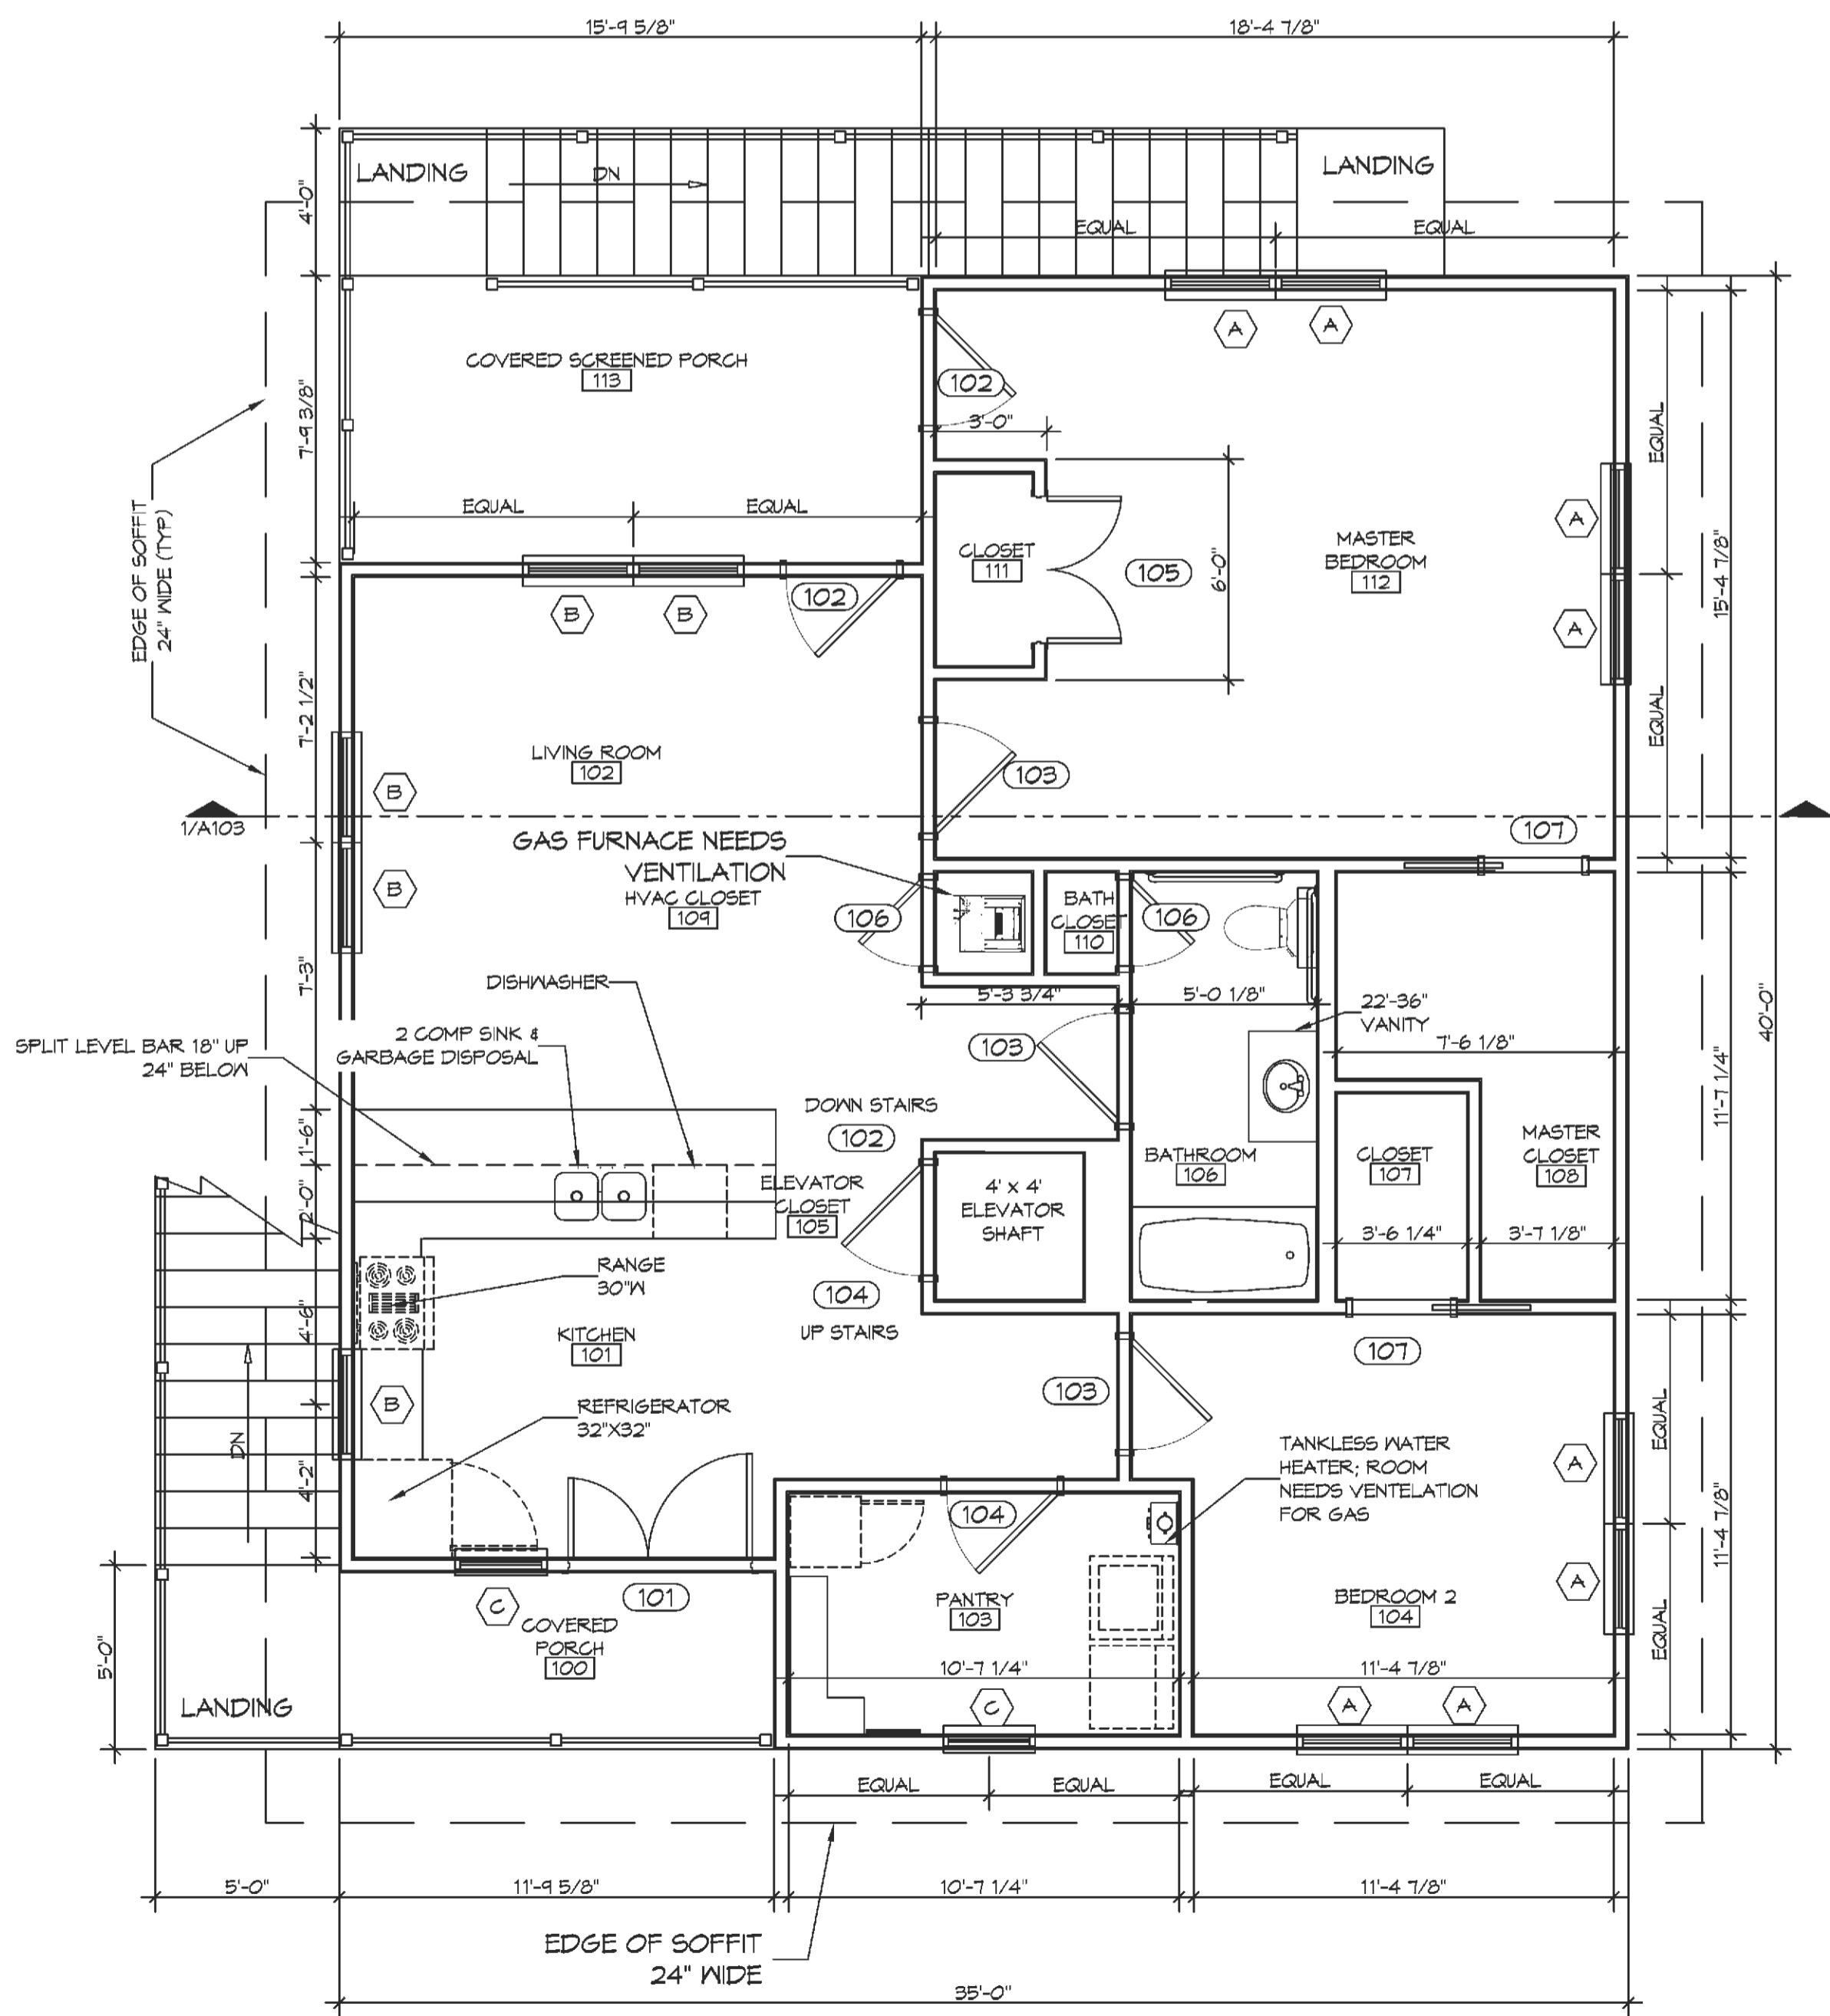 15'-9 5/8"
18'-4 7/8"
LANDING
DN
LANDING
4'-0"
EQUAL
EQUAL
A
A
COVERED SCREENED PORCH
113
102
3'-0"
7'-9 3/8"
EQUAL
EDGE OF SOFFIT
24" WIDE (TYP)
EQUAL
EQUAL
A
MASTER
BEDROOM
112
CLOSET
111
105
6'-0"
15'-4 7/8"
B
B
102
A
7'-2 1/2"
EQUAL
LIVING ROOM
102
B
103
1/A103
107
GAS FURNACE NEEDS
VENTILATION
HVAC CLOSET
109
B
106
BATH
CLOSET
110
106
7'-3"
DISHWASHER
5'-3 3/4"
5'-0 1/8"
22'-36"
VANITY
40'-0"
SPLIT LEVEL BAR 18" UP
24" BELOW
2 COMP SINK &
GARBAGE DISPOSAL
103
7'-6 1/8"
11'-7 1/4"
DOWN STAIRS
102
1'-6"
MASTER
CLOSET
108
BATHROOM
106
CLOSET
107
2'-0"
ELEVATOR
CLOSET
105
4' x 4'
ELEVATOR
SHAFT
3'-6 1/4"
3'-7 1/8"
RANGE
30"W
104
UP STAIRS
4'-6"
KITCHEN
101
107
B
103
REFRIGERATOR
32"X32"
EQUAL
DN
TANKLESS WATER
HEATER; ROOM
NEEDS VENTELATION
FOR GAS
A
4'-2"
104
11'-4 7/8"
A
101
PANTRY
103
BEDROOM 2
104
C
COVERED
PORCH
100
5'-0"
EQUAL
10'-7 1/4"
11'-4 7/8"
LANDING
C
A
A
EQUAL
EQUAL
EQUAL
EQUAL
5'-0"
11'-9 5/8"
10'-7 1/4"
11'-4 7/8"
EDGE OF SOFFIT
24" WIDE
35'-0"